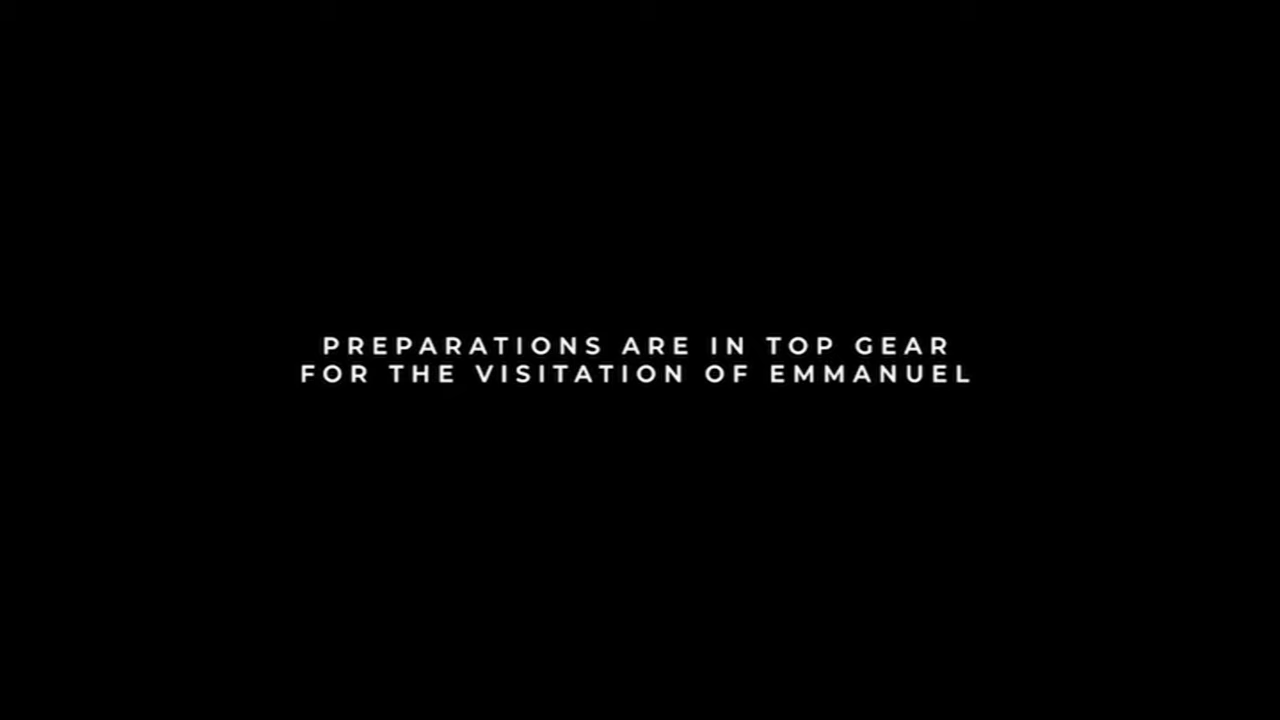 PREPARATIONS ARE IN TOP GEAR
FOR THE VISITATION OF EMMANUEL